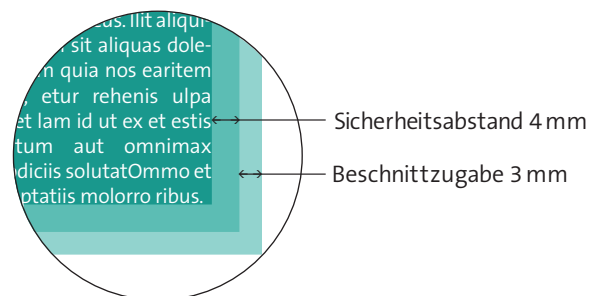 us. Ilit aliqui-
sit aliquas dole-
quia nos earitem
etur rehenis ulpa
et lam id ut ex et estis
tum aut omnimax
diciis solutatOmmo et
ptatiis molorro ribus.
Sicherheitsabstand 4 mm
Beschnittzugabe 3 mm